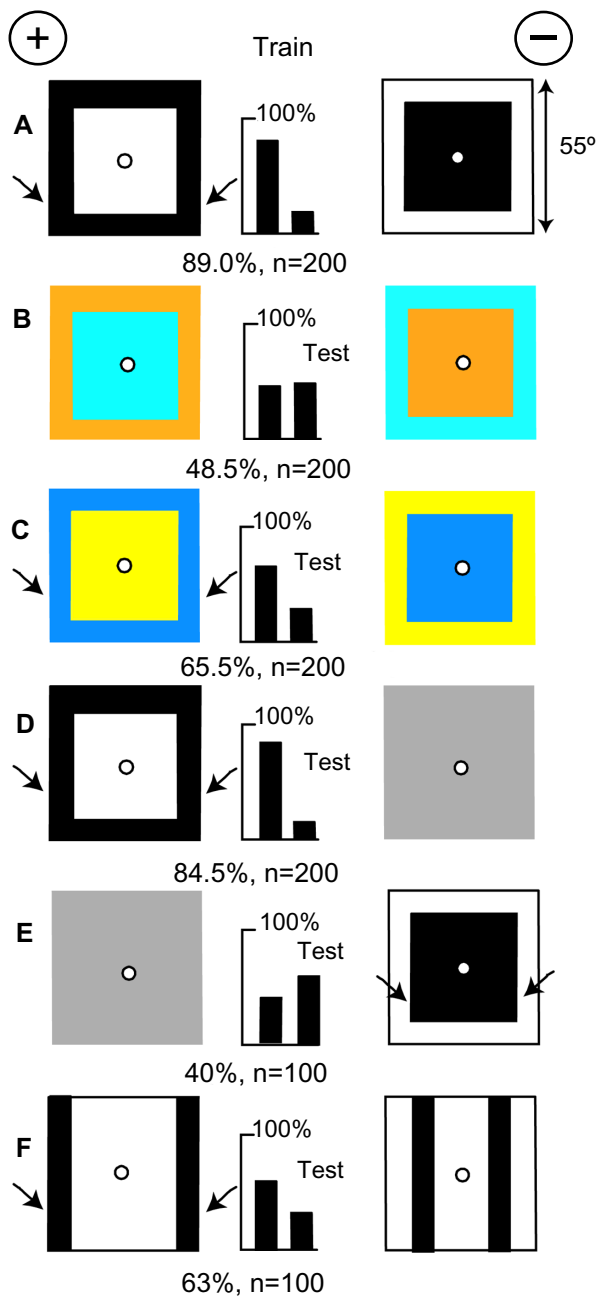 + Train −
A 100% 55º
89.0%, n=200
B 100%
Test
48.5%, n=200
C 100%
Test
65.5%, n=200
D 100%
Test
84.5%, n=200
E 100%
Test
40%, n=100
F 100%
Test
63%, n=100